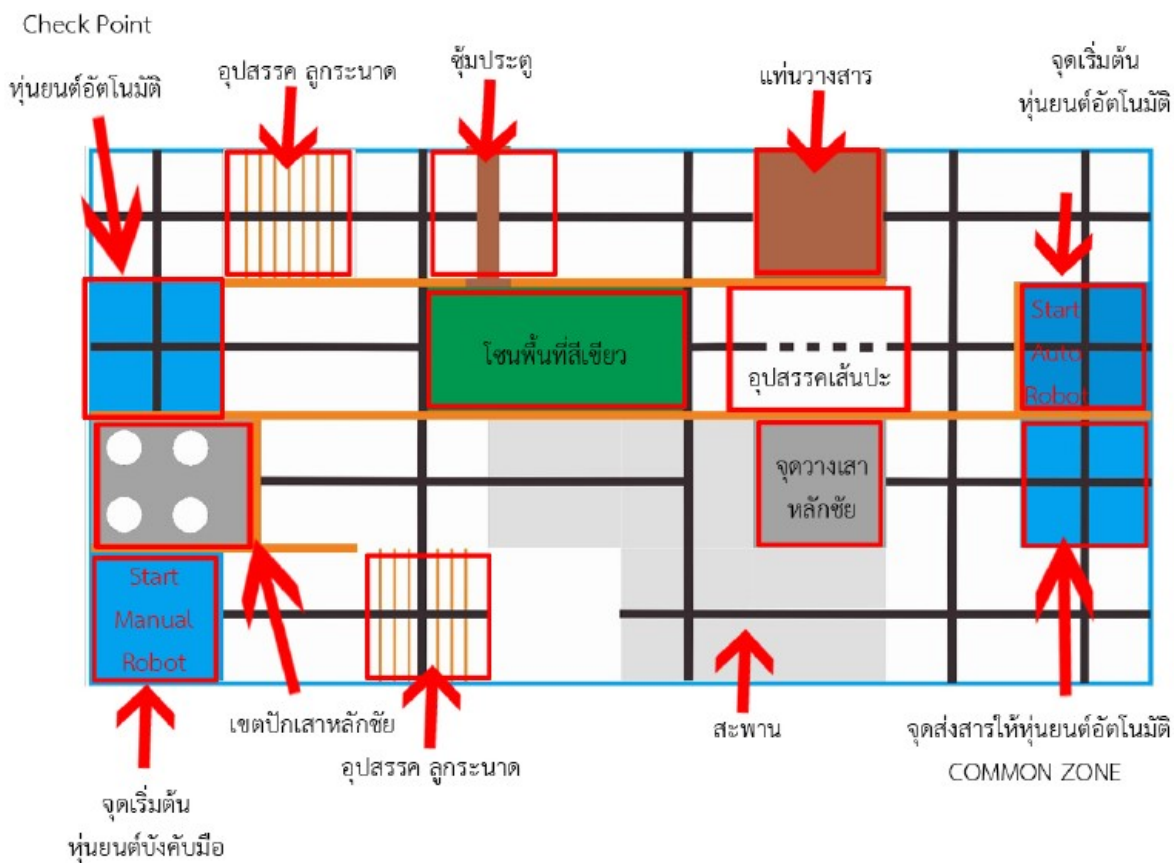 Check Point
หุ่นยนต์อัตโนมัติ
อุปสรรค ลูกระนาด
ซุ้มประตู
แท่นวางสาร
จุดเริ่มต้น
หุ่นยนต์อัตโนมัติ
โซนพื้นที่สีเขียว
อุปสรรคเส้นปะ
Start
Auto
Robot
จุดวางเสา
หลักชัย
Start
Manual
Robot
เขตปักเสาหลักชัย
อุปสรรค ลูกระนาด
สะพาน
จุดส่งสารให้หุ่นยนต์อัตโนมัติ
COMMON ZONE
จุดเริ่มต้น
หุ่นยนต์บังคับมือ